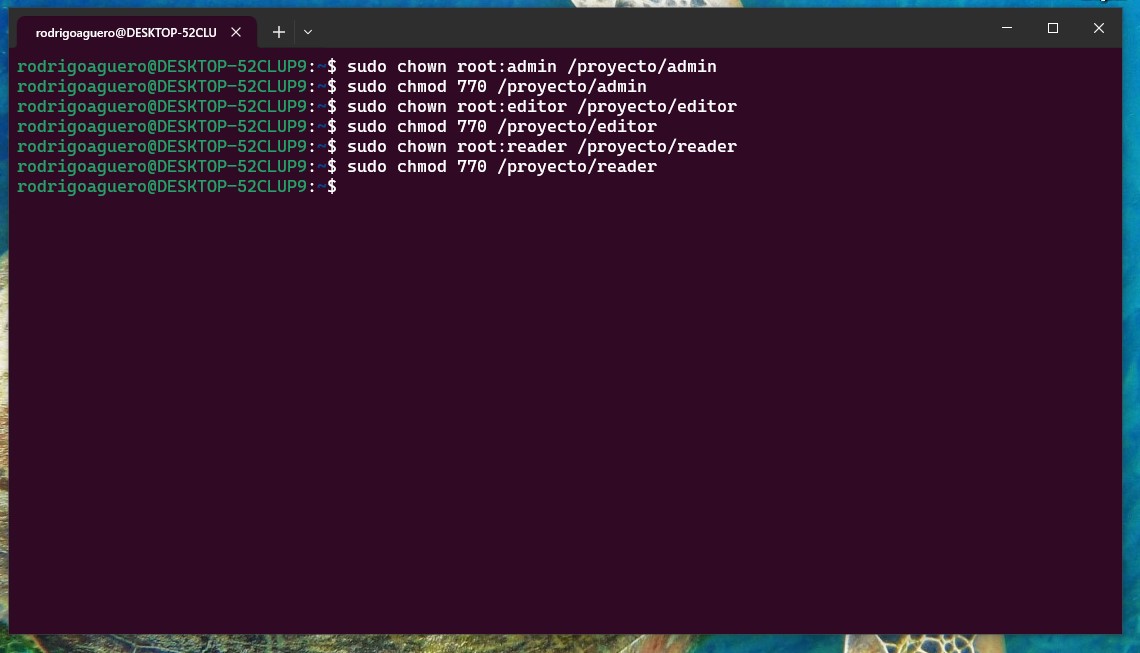 rodrigoaguero@DESKTOP-52CLU
rodrigoaguero@DESKTOP-52CLUP9:~$ sudo chown root:admin /proyecto/admin
rodrigoaguero@DESKTOP-52CLUP9:~$ sudo chmod 770 /proyecto/admin
rodrigoaguero@DESKTOP-52CLUP9:~$ sudo chown root:editor /proyecto/editor
rodrigoaguero@DESKTOP-52CLUP9:~$ sudo chmod 770 /proyecto/editor
rodrigoaguero@DESKTOP-52CLUP9:~$ sudo chown root:reader /proyecto/reader
rodrigoaguero@DESKTOP-52CLUP9:~$ sudo chmod 770 /proyecto/reader
rodrigoaguero@DESKTOP-52CLUP9:~$